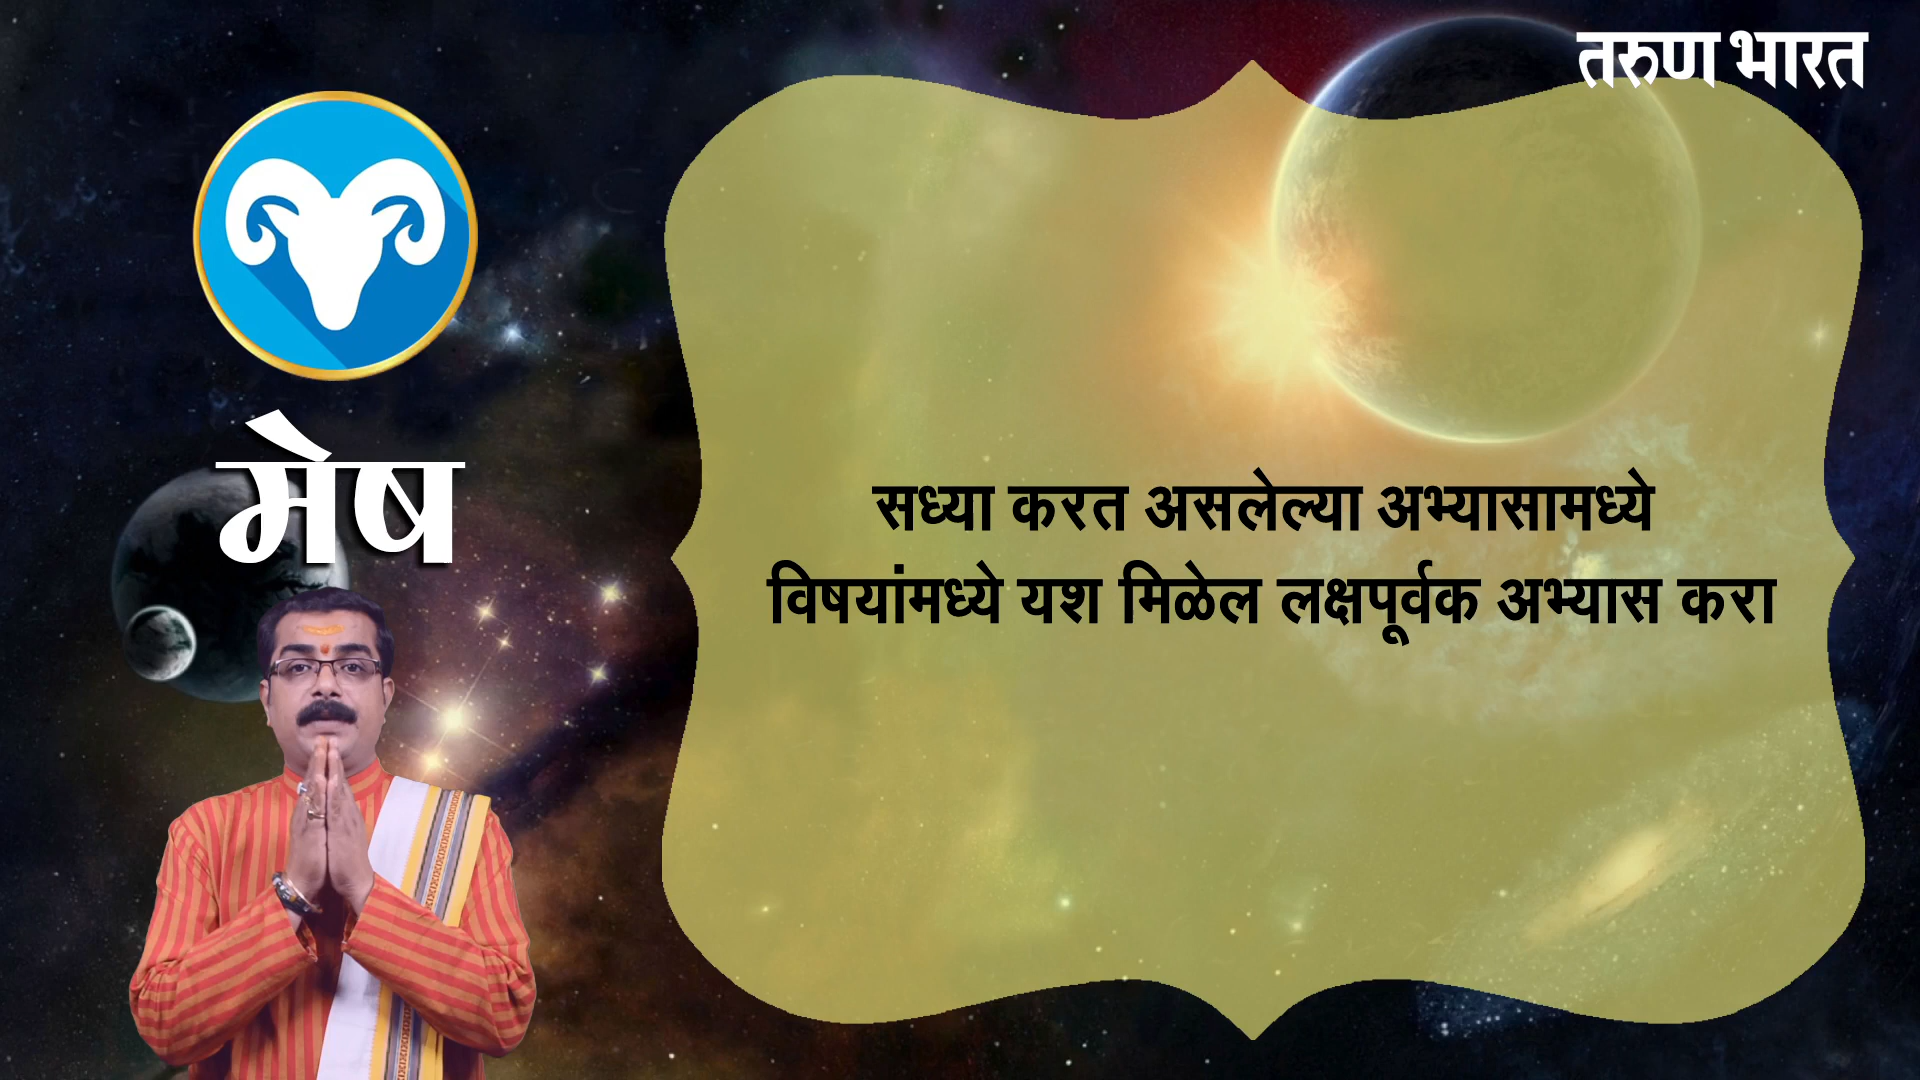 तरुण भारत
मेष
सध्या करत असलेल्या अभ्यासामध्ये
विषयांमध्ये यश मिळेल लक्षपूर्वक अभ्यास करा